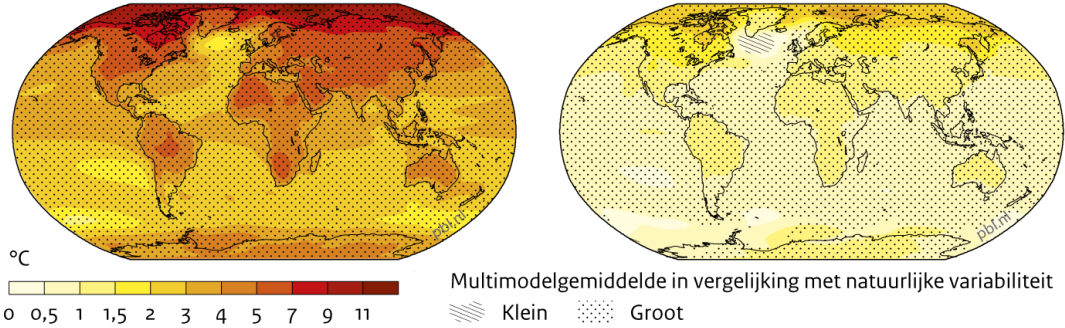 pbl.nl
pbl.nl
°C
0 0,5 1 1,5 2 3 4 5 7 9 11
Multimodelgemiddelde in vergelijking met natuurlijke variabiliteit
Klein Groot